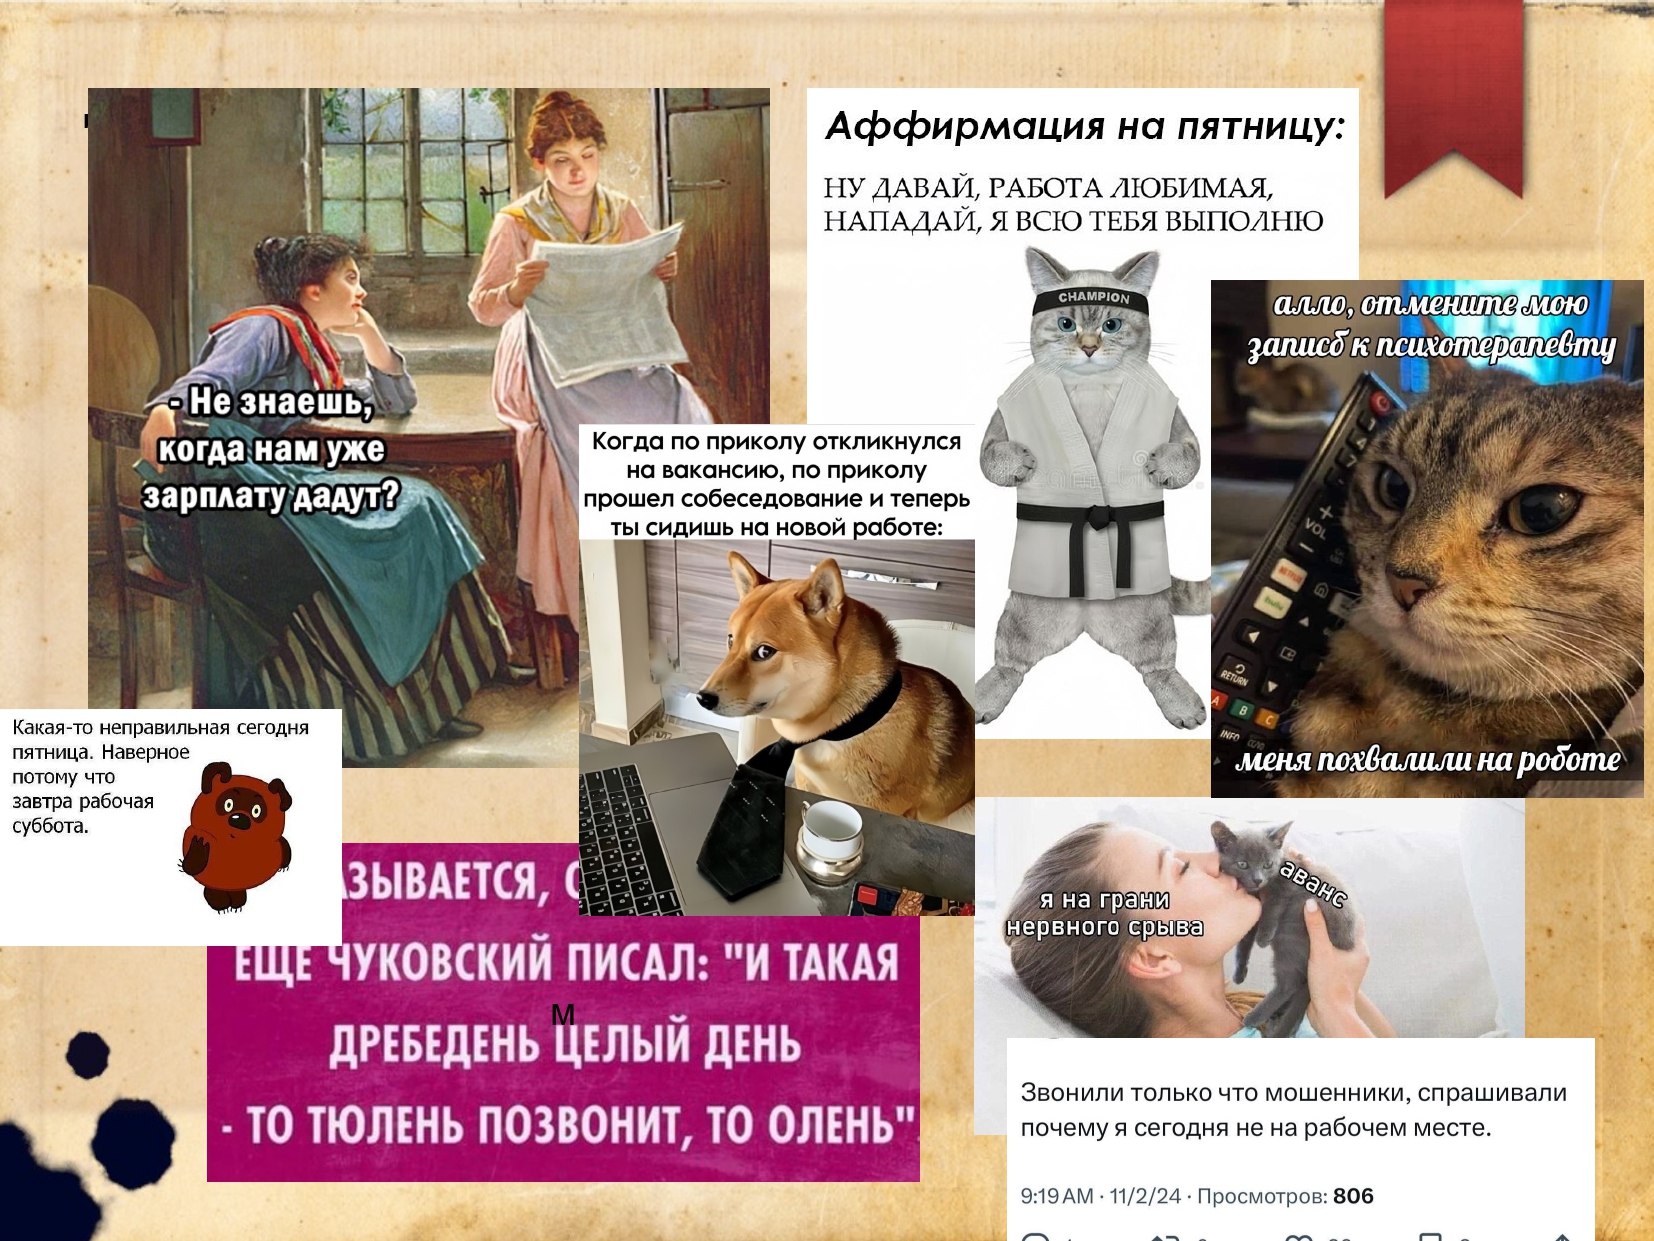 - Не знаешь,
когда нам уже
зарплату дадут?
Аффирмация на пятницу:
НУ ДАВАЙ, РАБОТА ЛЮБИМАЯ,
НАПАДАЙ, Я ВСЮ ТЕБЯ ВЫПОЛНЮ
CHAMPION
алло, отмените мою
записб к психотерапевту
VOL
RETURN
A B C
INFO
меня похвалили на роботе
Когда по приколу откликнулся
на вакансию, по приколу
прошел собеседование и теперь
ты сидишь на новой работе:
Какая-то неправильная сегодня
пятница. Наверное
потому что
завтра рабочая
суббота.
АЗЫВАЕТСЯ,
ЕЩЕ ЧУКОВСКИЙ ПИСАЛ: "И ТАКАЯ
м
ДРЕБЕДЕНЬ ЦЕЛЫЙ ДЕНЬ
- ТО ТЮЛЕНЬ ПОЗВОНИТ, ТО ОЛЕНЬ"
я на грани
нервного срыва
аванс
Звонили только что мошенники, спрашивали
почему я сегодня не на рабочем месте.
9:19 AM · 11/2/24 · Просмотров: 806